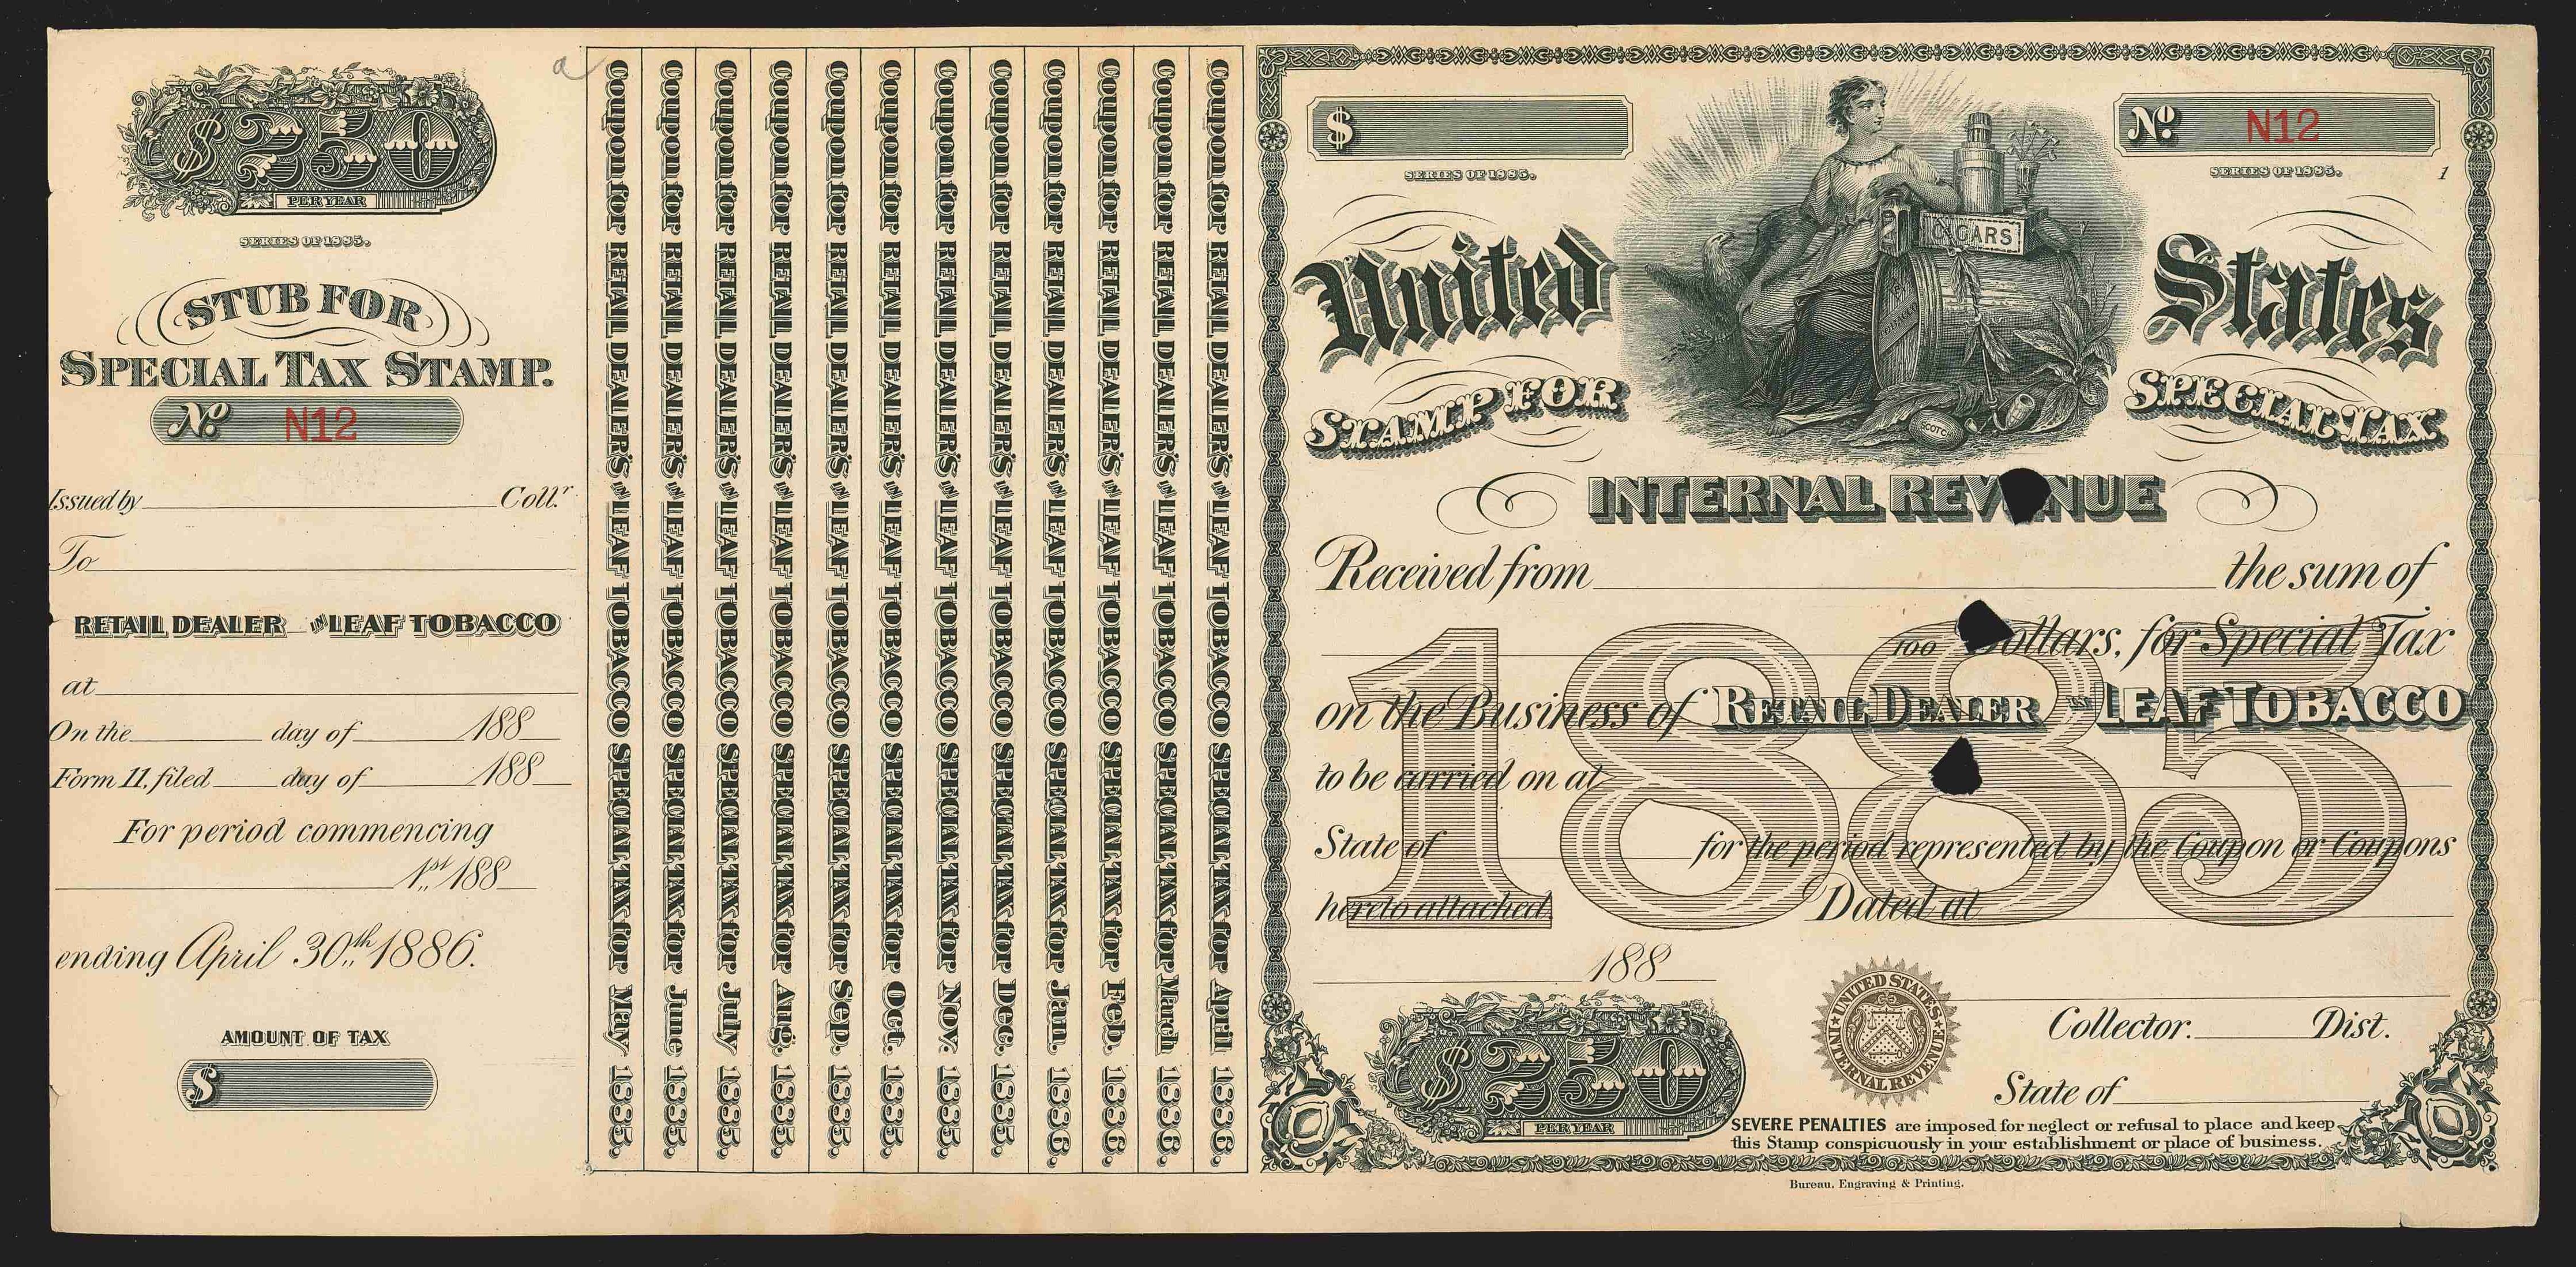 $250
PER YEAR
SERIES OF 1885.
STUB FOR
SPECIAL TAX STAMP.
No. N12
Issued by Coll.r
To
RETAIL DEALER IN LEAF TOBACCO
at
On the day of 188
Form 11, filed day of 188
For period commencing
1st 188
ending April 30th 1886.
AMOUNT OF TAX
$
a
Coupon for RETAIL DEALER'S IN LEAF TOBACCO SPECIAL TAX for May 1885.
Coupon for RETAIL DEALER'S IN LEAF TOBACCO SPECIAL TAX for June 1885.
Coupon for RETAIL DEALER'S IN LEAF TOBACCO SPECIAL TAX for July 1885.
Coupon for RETAIL DEALER'S IN LEAF TOBACCO SPECIAL TAX for Aug. 1885.
Coupon for RETAIL DEALER'S IN LEAF TOBACCO SPECIAL TAX for Sep. 1885.
Coupon for RETAIL DEALER'S IN LEAF TOBACCO SPECIAL TAX for Oct. 1885.
Coupon for RETAIL DEALER'S IN LEAF TOBACCO SPECIAL TAX for Nov. 1885.
Coupon for RETAIL DEALER'S IN LEAF TOBACCO SPECIAL TAX for Dec. 1885.
Coupon for RETAIL DEALER'S IN LEAF TOBACCO SPECIAL TAX for Jan. 1886.
Coupon for RETAIL DEALER'S IN LEAF TOBACCO SPECIAL TAX for Feb. 1886.
Coupon for RETAIL DEALER'S IN LEAF TOBACCO SPECIAL TAX for March 1886.
Coupon for RETAIL DEALER'S IN LEAF TOBACCO SPECIAL TAX for April 1886.
$
No. N12
SERIES OF 1885.
SERIES OF 1885.
1
CIGARS
TOBACCO
SCOTCH
United States
STAMP FOR SPECIAL TAX
INTERNAL REVENUE
Received from the sum of
100 Dollars, for Special Tax
1885
on the Business of RETAIL DEALER IN LEAF TOBACCO
to be carried on at
State of for the period represented by the Coupon or Coupons
hereto attached Dated at
188
$250
PER YEAR
UNITED STATES INTERNAL REVENUE
Collector. Dist.
State of
SEVERE PENALTIES are imposed for neglect or refusal to place and keep
this Stamp conspicuously in your establishment or place of business.
Bureau, Engraving & Printing.